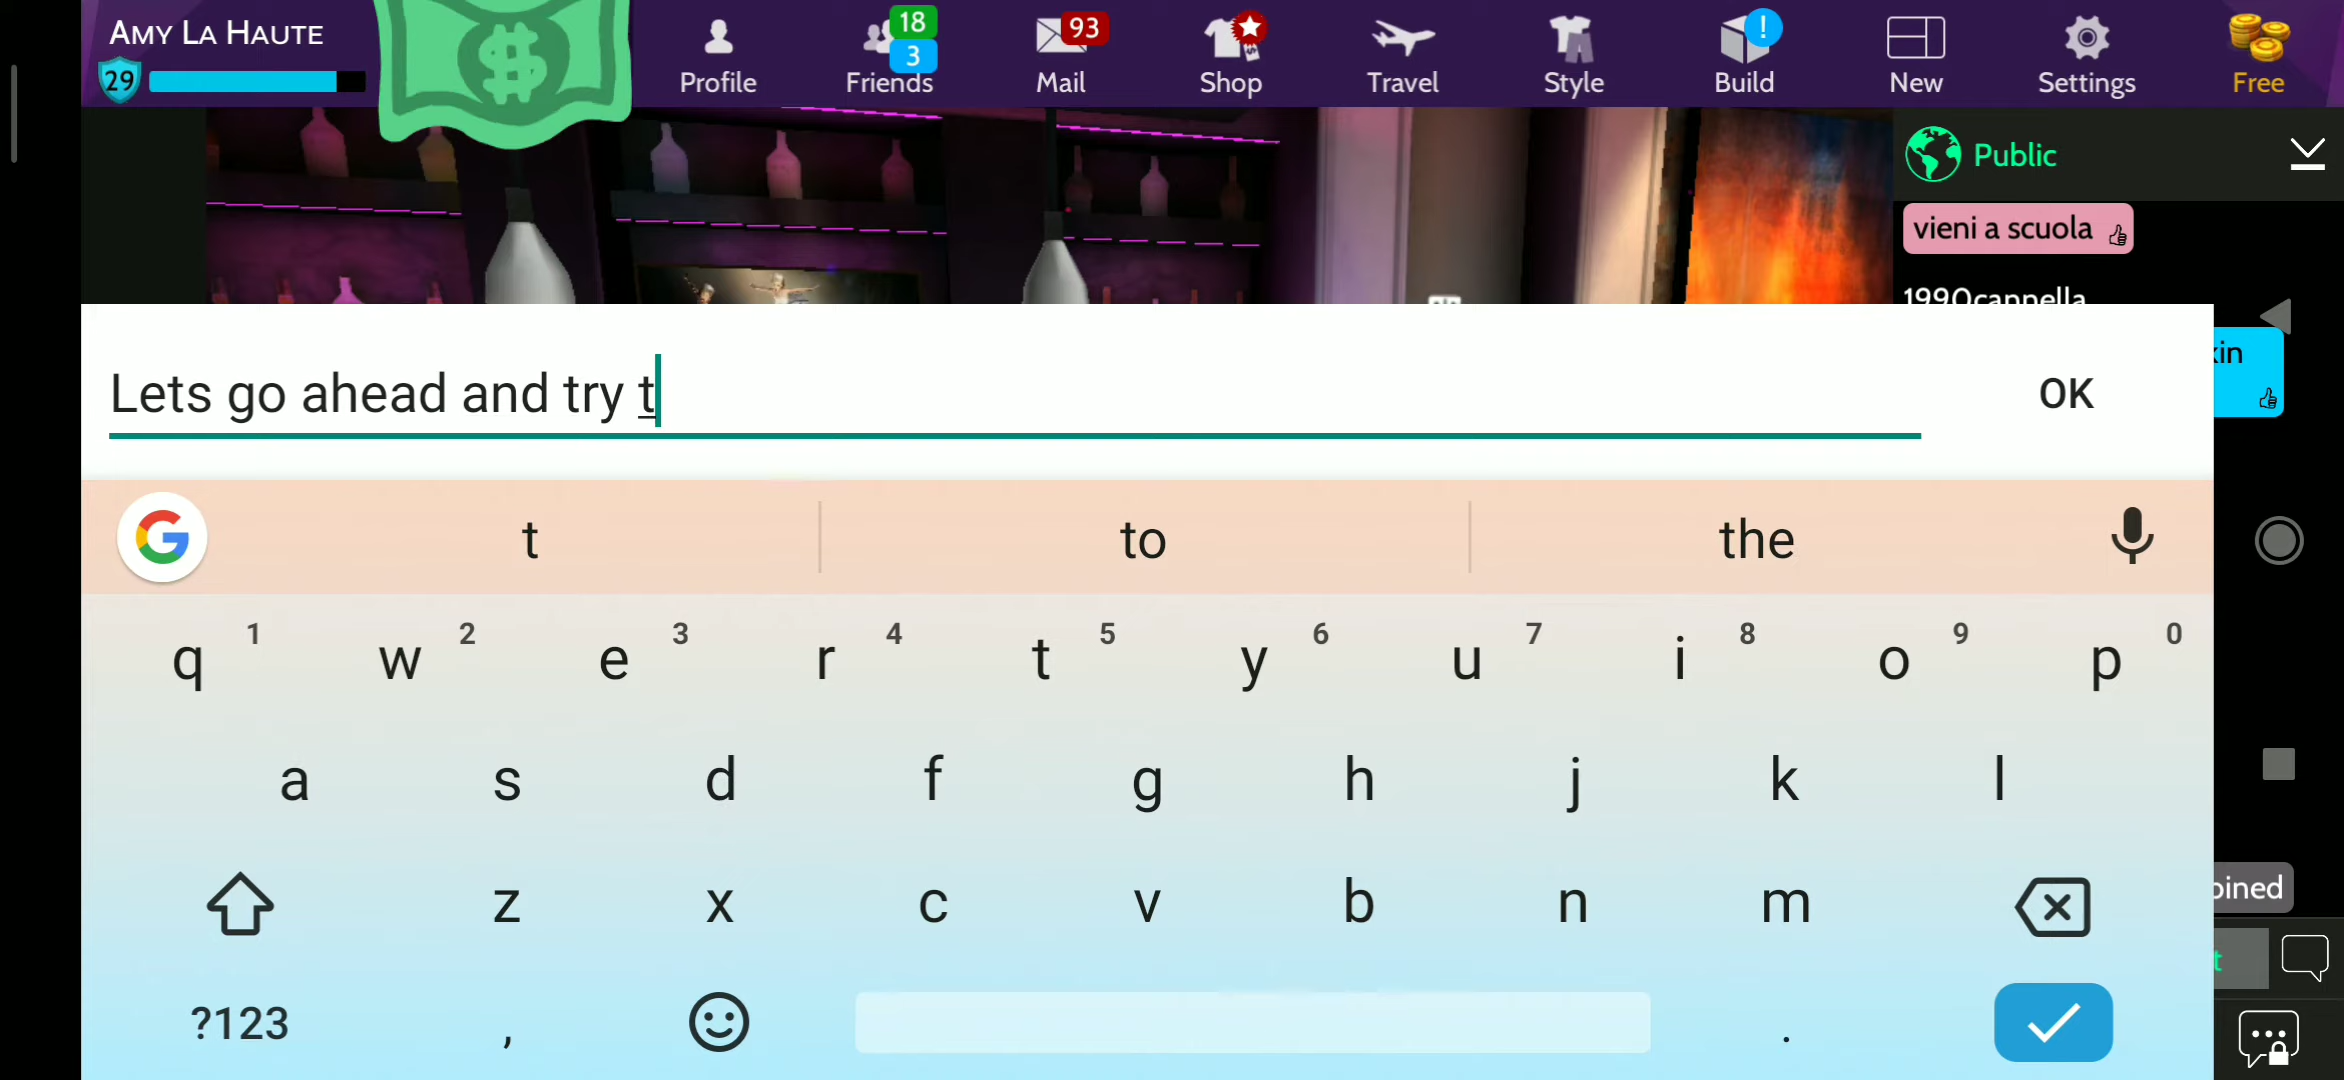 AMY LA HAUTE
29
18
3
93
!
Profile
Friends
Mail
Shop
Travel
Style
Build
New
Settings
Free
Public
vieni a scuola
1990cappella
Lets go ahead and try t
OK
t
to
the
q 1 w 2 e 3 r 4 t 5 y 6 u 7 i 8 o 9 p 0
a s d f g h j k l
z x c v b n m
?123 , .